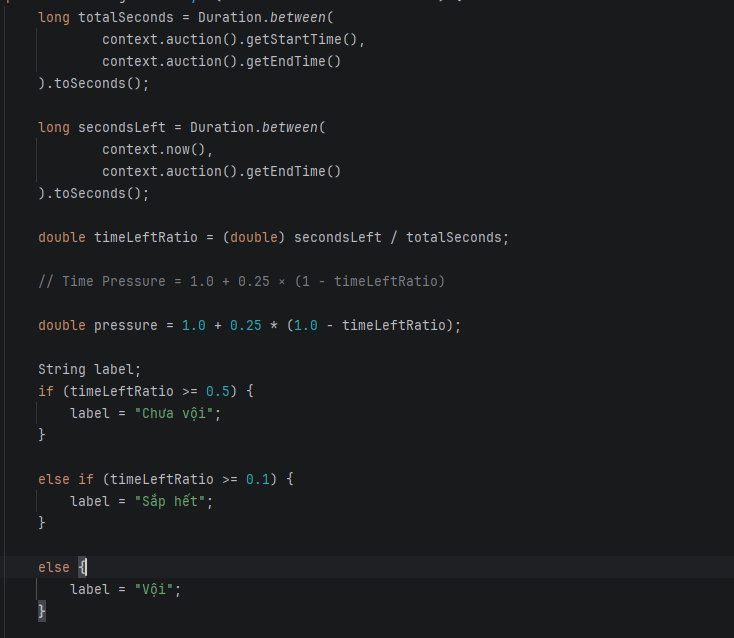 long totalSeconds = Duration.between(
context.auction().getStartTime(),
context.auction().getEndTime()
).toSeconds();
long secondsLeft = Duration.between(
context.now(),
context.auction().getEndTime()
).toSeconds();
double timeLeftRatio = (double) secondsLeft / totalSeconds;
// Time Pressure = 1.0 + 0.25 × (1 - timeLeftRatio)
double pressure = 1.0 + 0.25 * (1.0 - timeLeftRatio);
String label;
if (timeLeftRatio >= 0.5) {
label = "Chưa vội";
}
else if (timeLeftRatio >= 0.1) {
label = "Sắp hết";
}
else {
label = "Vội";
}